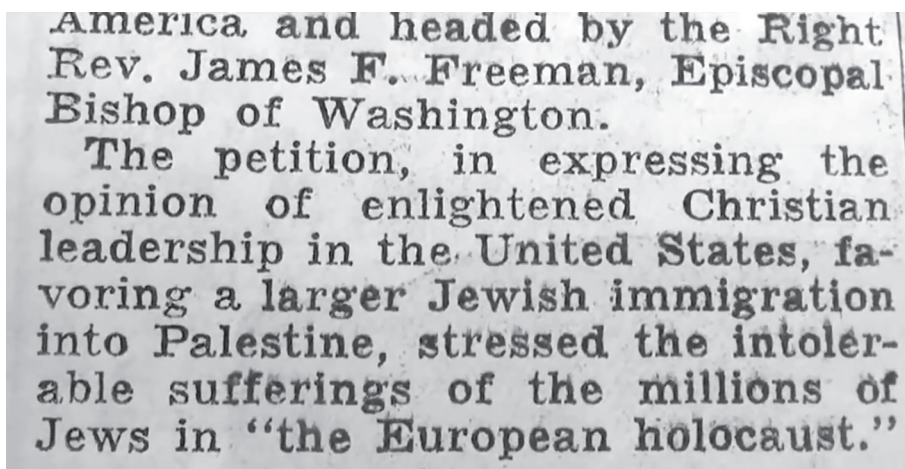 America and headed by the Right
Rev. James F. Freeman, Episcopal
Bishop of Washington.
The petition, in expressing the
opinion of enlightened Christian
leadership in the United States, fa-
voring a larger Jewish immigration
into Palestine, stressed the intoler-
able sufferings of the millions of
Jews in “the European holocaust.”